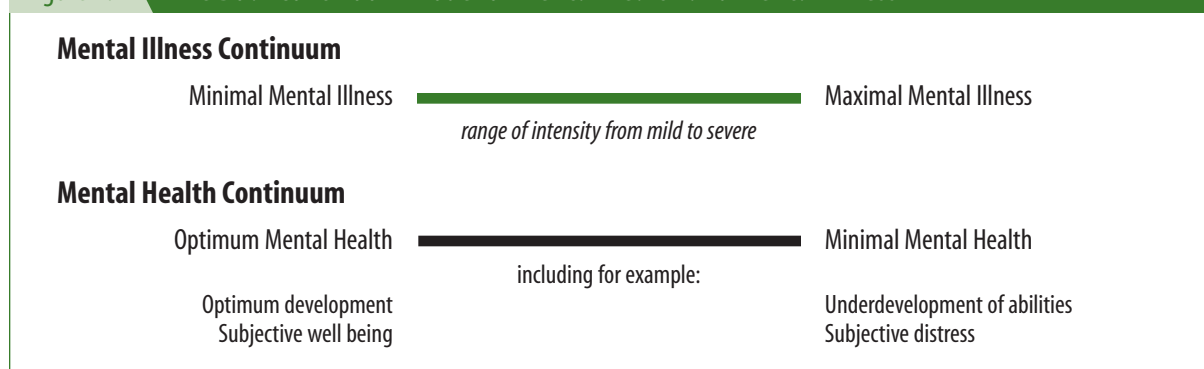 Mental Illness Continuum
Minimal Mental Illness Maximal Mental Illness
range of intensity from mild to severe
Mental Health Continuum
Optimum Mental Health Minimal Mental Health
including for example:
Optimum development Underdevelopment of abilities
Subjective well being Subjective distress